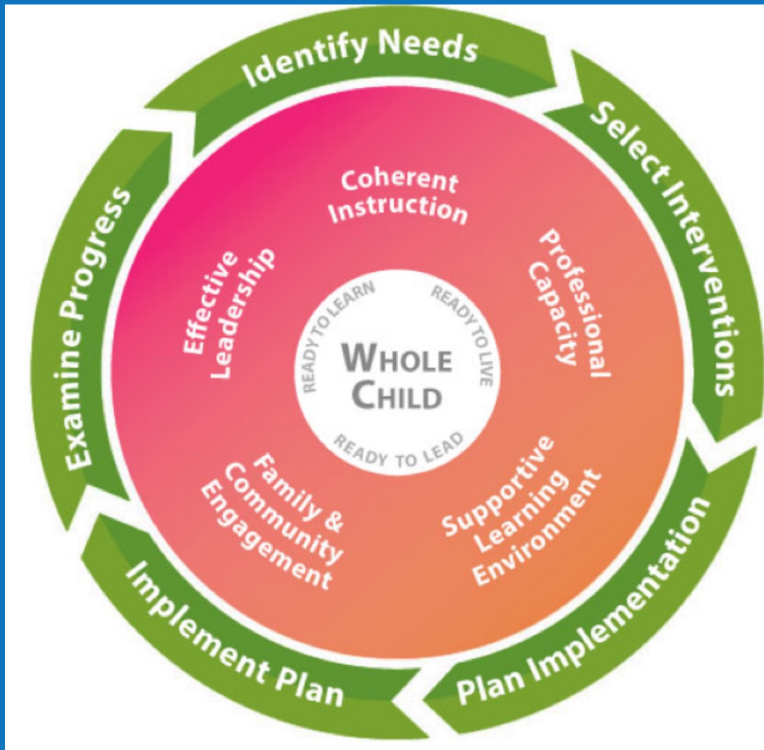 Identify Needs
Select Interventions
Plan Implementation
Implement Plan
Examine Progress
Coherent
Instruction
Professional
Capacity
Supportive
Learning
Environment
Family &
Community
Engagement
Effective
Leadership
READY TO LEARN
READY TO LIVE
READY TO LEAD
WHOLE
CHILD